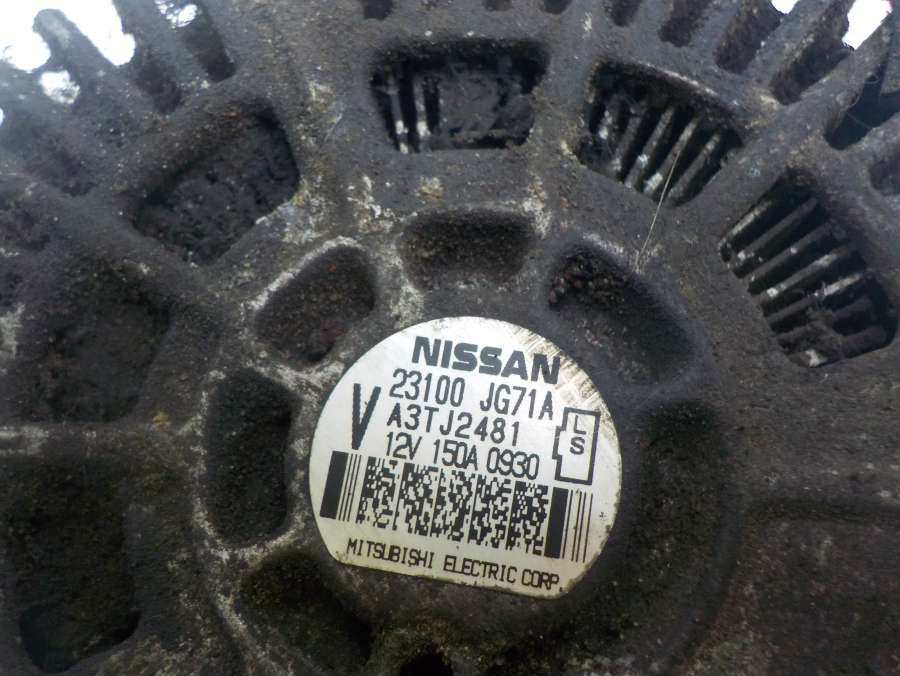 NISSAN
23100 JG71A
V
A3TJ2481
L
S
12V 150A 0930
MITSUBISHI ELECTRIC CORP.